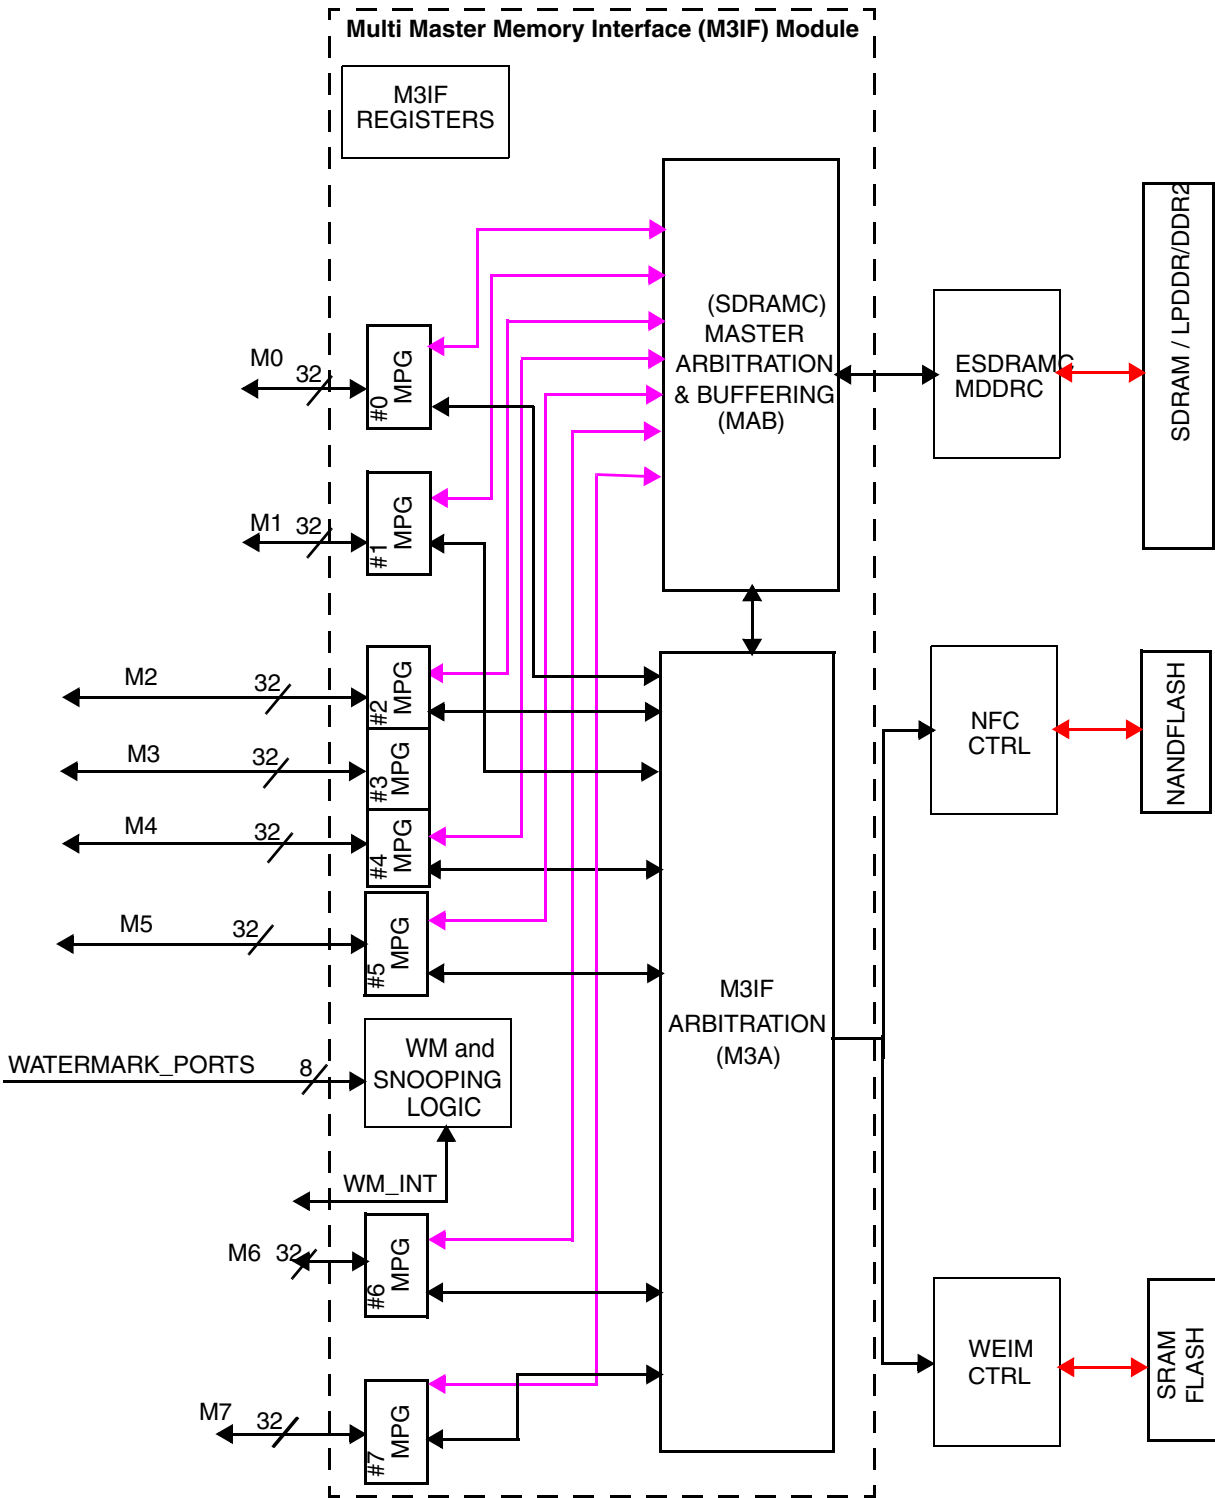 Multi Master Memory Interface (M3IF) Module
M3IF
REGISTERS
(SDRAMC)
MASTER
ARBITRATION
& BUFFERING
(MAB)
ESDRAMC
MDDRC
SDRAM / LPDDR/DDR2
M0
32
#0
MPG
M1
32
#1
MPG
M2
32
#2
MPG
M3
32
#3
MPG
M4
32
#4
MPG
M5
32
#5
MPG
NFC
CTRL
NANDFLASH
M3IF
ARBITRATION
(M3A)
WATERMARK_PORTS
8
WM and
SNOOPING
LOGIC
WM_INT
M6
32
#6
MPG
WEIM
CTRL
SRAM
FLASH
M7
32
#7
MPG